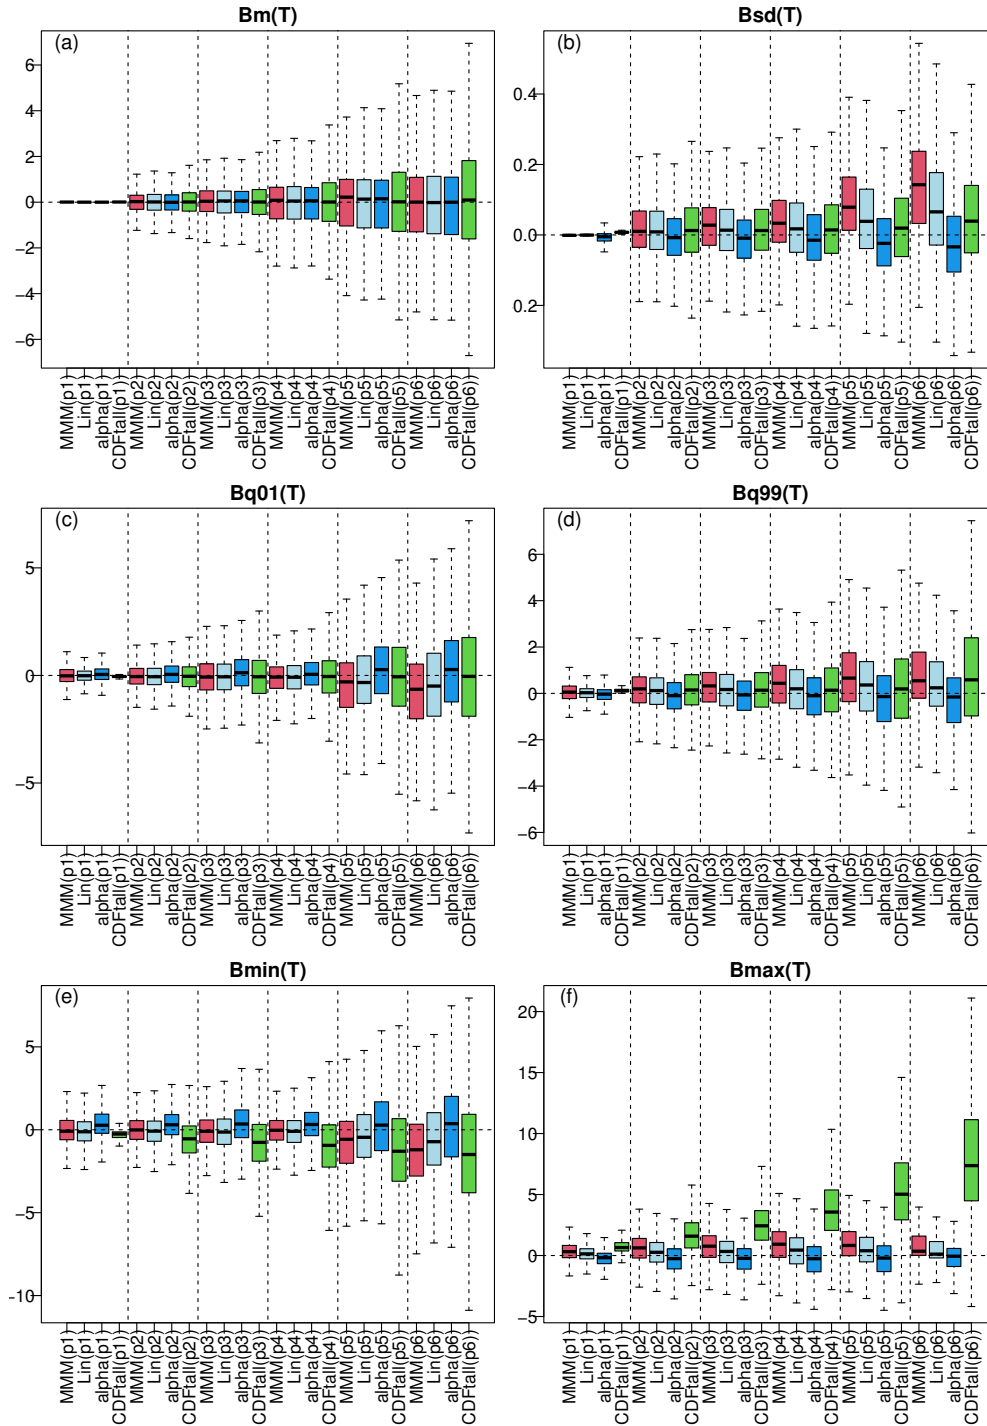 Bm(T)
(a)
6
4
2
0
−2
−4
−6
MMM(p1)
Lin(p1)
alpha(p1)
CDFtall(p1))
MMM(p2)
Lin(p2)
alpha(p2)
CDFtall(p2))
MMM(p3)
Lin(p3)
alpha(p3)
CDFtall(p3))
MMM(p4)
Lin(p4)
alpha(p4)
CDFtall(p4))
MMM(p5)
Lin(p5)
alpha(p5)
CDFtall(p5))
MMM(p6)
Lin(p6)
alpha(p6)
CDFtall(p6))
Bsd(T)
(b)
0.4
0.2
0.0
0.2
MMM(p1)
Lin(p1)
alpha(p1)
CDFtall(p1))
MMM(p2)
Lin(p2)
alpha(p2)
CDFtall(p2))
MMM(p3)
Lin(p3)
alpha(p3)
CDFtall(p3))
MMM(p4)
Lin(p4)
alpha(p4)
CDFtall(p4))
MMM(p5)
Lin(p5)
alpha(p5)
CDFtall(p5))
MMM(p6)
Lin(p6)
alpha(p6)
CDFtall(p6))
Bq01(T)
(c)
5
0
−5
MMM(p1)
Lin(p1)
alpha(p1)
CDFtall(p1))
MMM(p2)
Lin(p2)
alpha(p2)
CDFtall(p2))
MMM(p3)
Lin(p3)
alpha(p3)
CDFtall(p3))
MMM(p4)
Lin(p4)
alpha(p4)
CDFtall(p4))
MMM(p5)
Lin(p5)
alpha(p5)
CDFtall(p5))
MMM(p6)
Lin(p6)
alpha(p6)
CDFtall(p6))
Bq99(T)
(d)
6
4
2
0
−2
−4
−6
MMM(p1)
Lin(p1)
alpha(p1)
CDFtall(p1))
MMM(p2)
Lin(p2)
alpha(p2)
CDFtall(p2))
MMM(p3)
Lin(p3)
alpha(p3)
CDFtall(p3))
MMM(p4)
Lin(p4)
alpha(p4)
CDFtall(p4))
MMM(p5)
Lin(p5)
alpha(p5)
CDFtall(p5))
MMM(p6)
Lin(p6)
alpha(p6)
CDFtall(p6))
Bmin(T)
(e)
5
0
−5
−10
MMM(p1)
Lin(p1)
alpha(p1)
CDFtall(p1))
MMM(p2)
Lin(p2)
alpha(p2)
CDFtall(p2))
MMM(p3)
Lin(p3)
alpha(p3)
CDFtall(p3))
MMM(p4)
Lin(p4)
alpha(p4)
CDFtall(p4))
MMM(p5)
Lin(p5)
alpha(p5)
CDFtall(p5))
MMM(p6)
Lin(p6)
alpha(p6)
CDFtall(p6))
Bmax(T)
(f)
20
15
10
5
0
−5
MMM(p1)
Lin(p1)
alpha(p1)
CDFtall(p1))
MMM(p2)
Lin(p2)
alpha(p2)
CDFtall(p2))
MMM(p3)
Lin(p3)
alpha(p3)
CDFtall(p3))
MMM(p4)
Lin(p4)
alpha(p4)
CDFtall(p4))
MMM(p5)
Lin(p5)
alpha(p5)
CDFtall(p5))
MMM(p6)
Lin(p6)
alpha(p6)
CDFtall(p6))